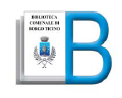 BIBLIOTECA
COMUNALE DI
BORGO TICINO
B